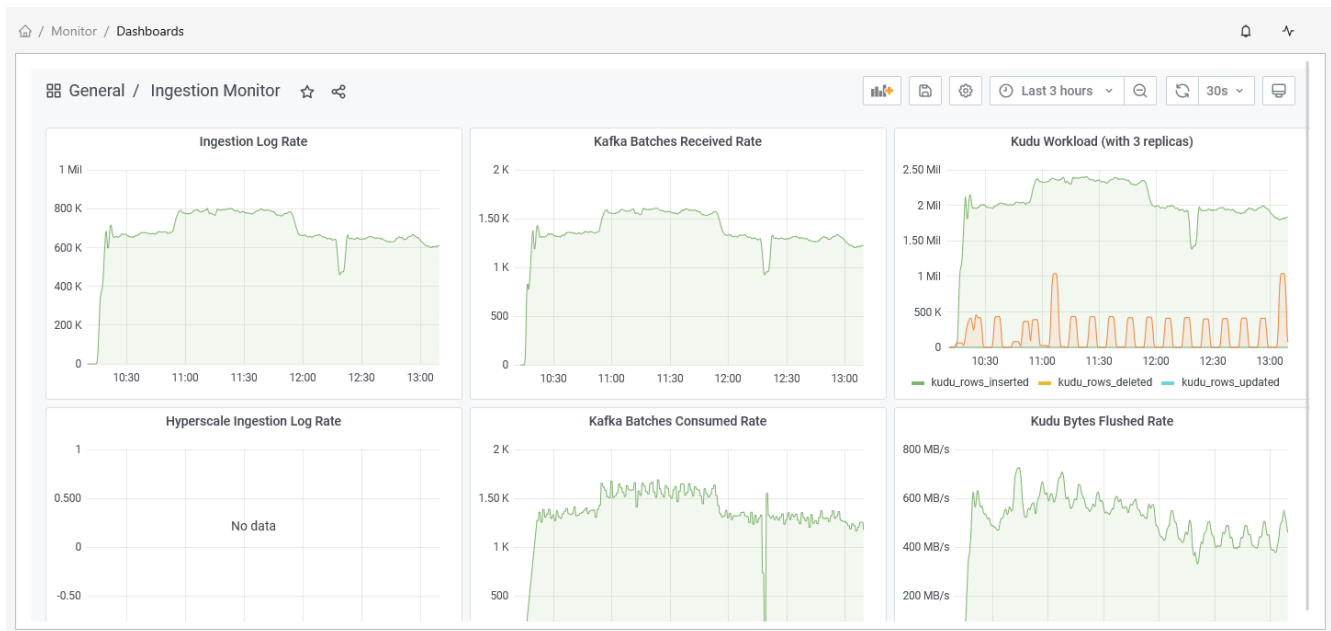 / Monitor / Dashboards
General / Ingestion Monitor
Last 3 hours
30s
Ingestion Log Rate
1 Mil
800 K
600 K
400 K
200 K
0
10:30 11:00 11:30 12:00 12:30 13:00
Kafka Batches Received Rate
2 K
1.50 K
1 K
500
0
10:30 11:00 11:30 12:00 12:30 13:00
Kudu Workload (with 3 replicas)
2.50 Mil
2 Mil
1.50 Mil
1 Mil
500 K
0
10:30 11:00 11:30 12:00 12:30 13:00
kudu_rows_inserted kudu_rows_deleted kudu_rows_updated
Hyperscale Ingestion Log Rate
1
0.500
0
-0.50
No data
Kafka Batches Consumed Rate
2 K
1.50 K
1 K
500
Kudu Bytes Flushed Rate
800 MB/s
600 MB/s
400 MB/s
200 MB/s